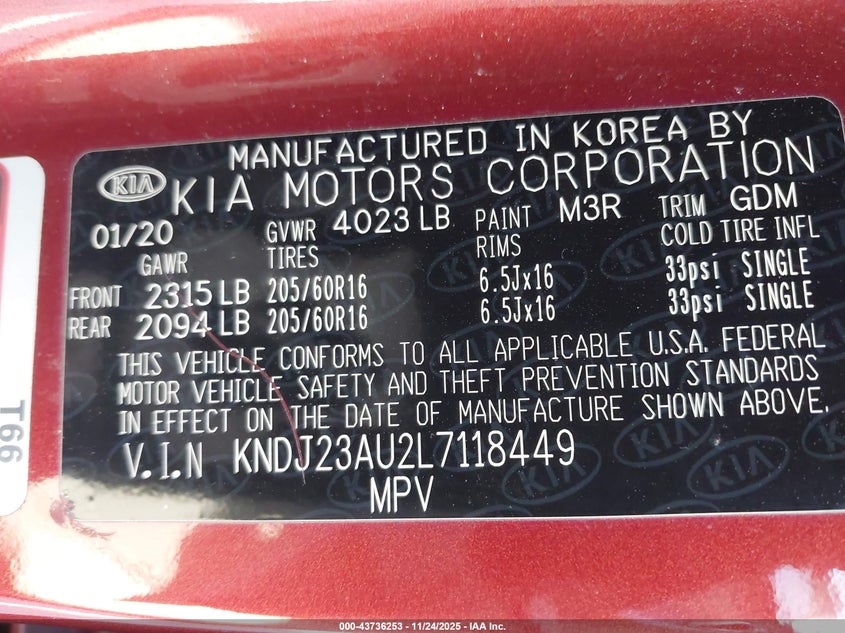 MANUFACTURED IN KOREA BY
KIA KIA MOTORS CORPORATION
01/20 GVWR 4023 LB PAINT M3R TRIM GDM
GAWR TIRES RIMS COLD TIRE INFL
FRONT 2315 LB 205/60R16 6.5Jx16 33psi SINGLE
REAR 2094 LB 205/60R16 6.5Jx16 33psi SINGLE
THIS VEHICLE CONFORMS TO ALL APPLICABLE U.S.A. FEDERAL
MOTOR VEHICLE SAFETY AND THEFT PREVENTION STANDARDS
IN EFFECT ON THE DATE OF MANUFACTURE SHOWN ABOVE.
V.I.N KNDJ23AU2L7118449
MPV
T66
000-43736253 - 11/24/2025 - IAA Inc.